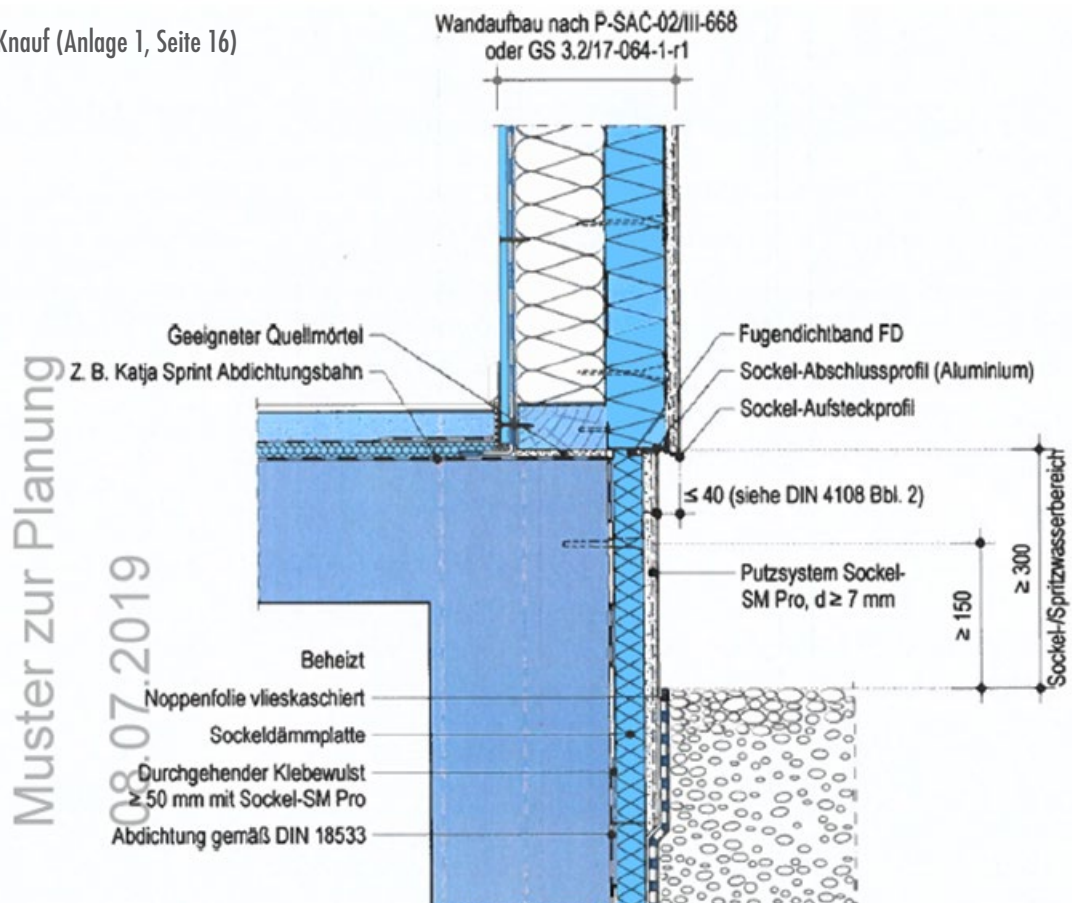 Knauf (Anlage 1, Seite 16)
Wandaufbau nach P-SAC-02/III-668
oder GS 3.2/17-064-1-r1
Geeigneter Quellmörtel
Z. B. Katja Sprint Abdichtungsbahn
Fugendichtband FD
Sockel-Abschlussprofil (Aluminium)
Sockel-Aufsteckprofil
≤ 40 (siehe DIN 4108 Bbl. 2)
Putzsystem Sockel-
SM Pro, d ≥ 7 mm
≥ 150
≥ 300
Sockel-/Spritzwasserbereich
Beheizt
Noppenfolie vlieskaschiert
Sockeldämmplatte
Durchgehender Klebewulst
≥ 50 mm mit Sockel-SM Pro
Abdichtung gemäß DIN 18533
Muster zur Planung
08.07.2019